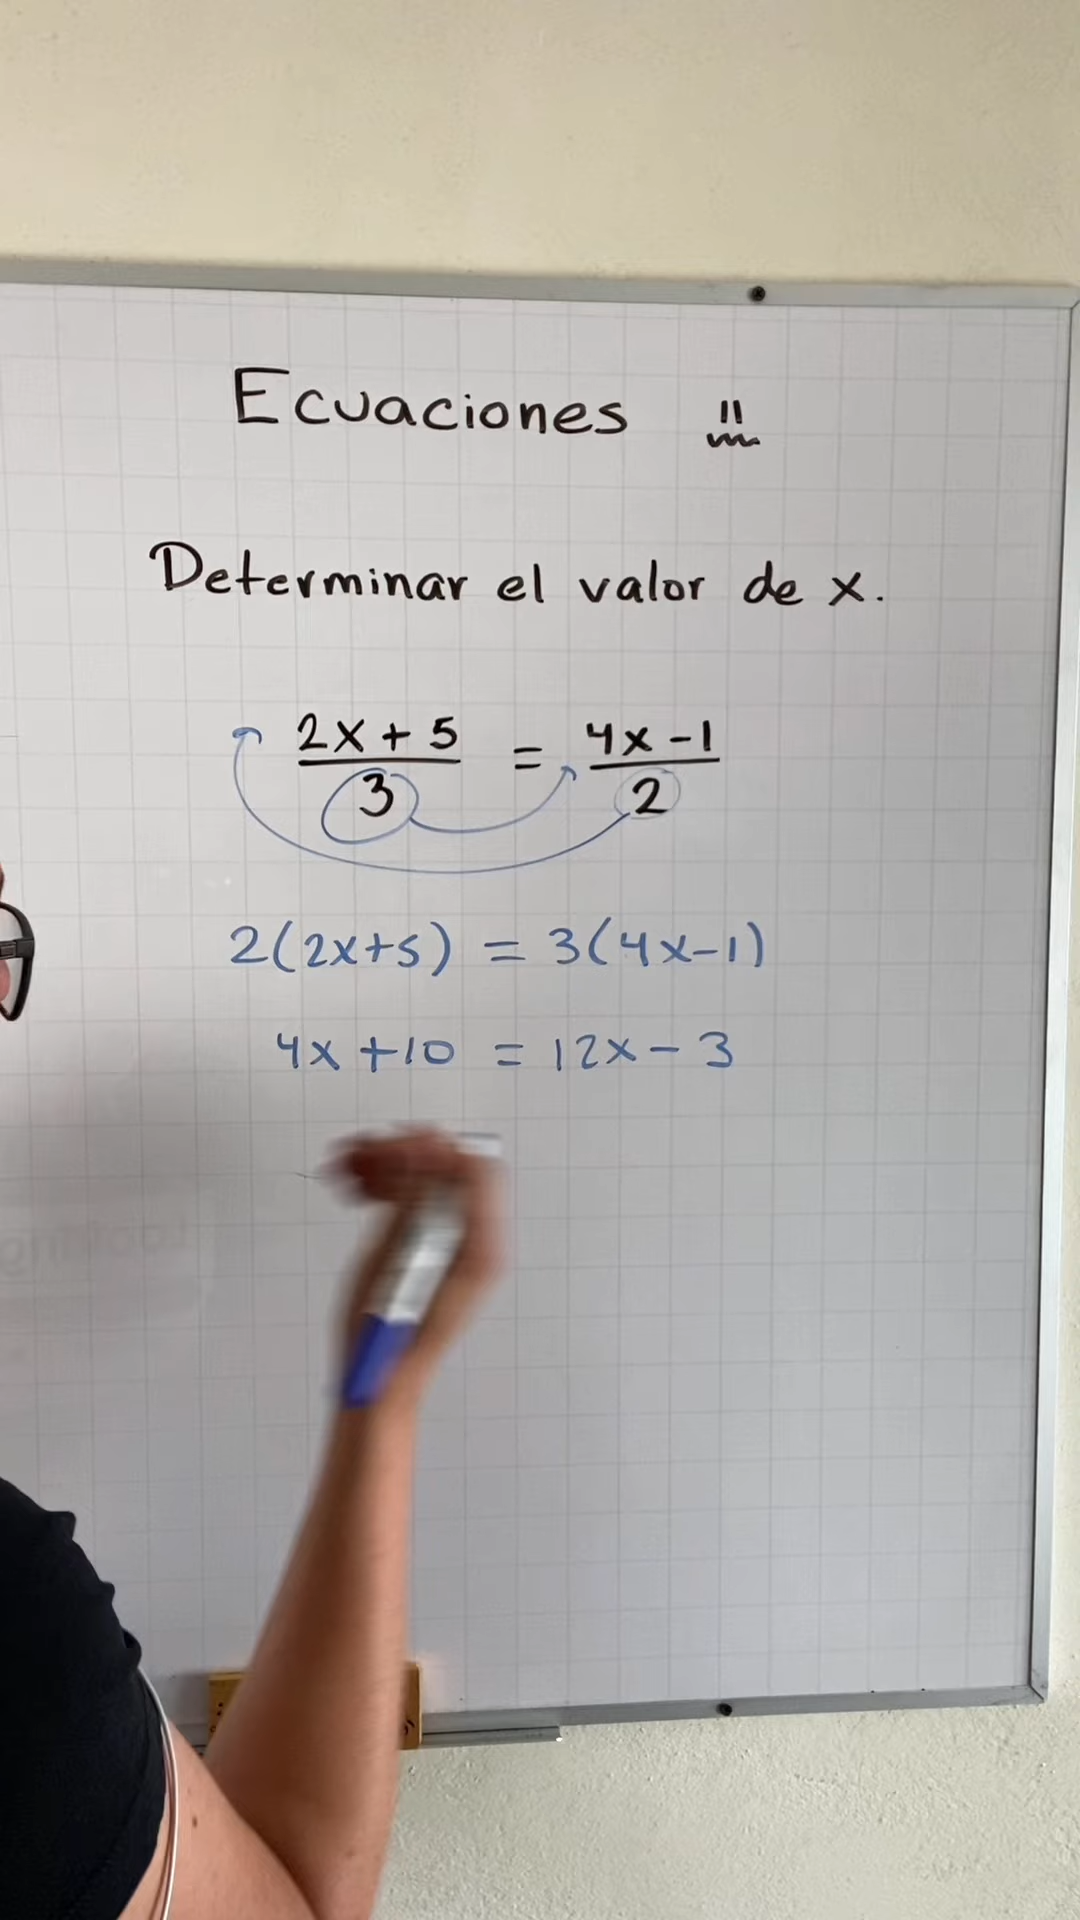 Ecuaciones
Determinar el valor de x.
2x + 5 / 3 = 4x - 1 / 2
2(2x+5) = 3(4x-1)
4x + 10 = 12x - 3